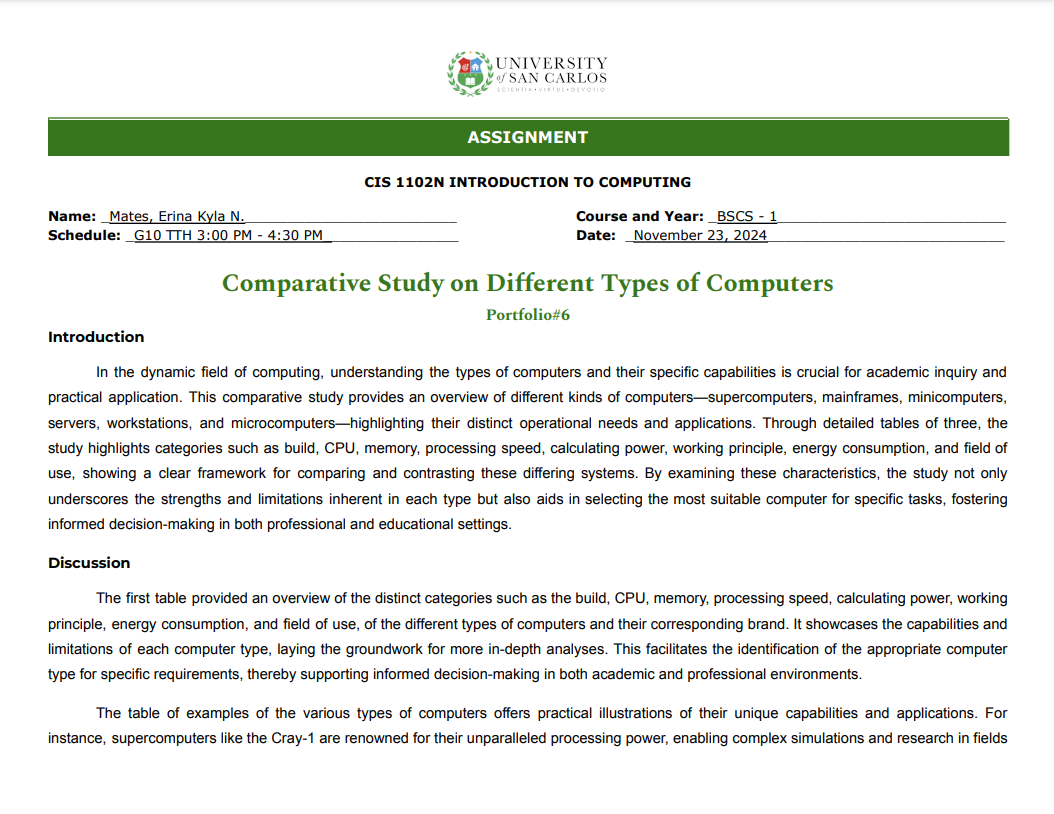 UNIVERSITY
of SAN CARLOS
SCIENTIA • VIRTUS • DEVOTIO
ASSIGNMENT
CIS 1102N INTRODUCTION TO COMPUTING
Name: _Mates, Erina Kyla N.
Course and Year: _BSCS - 1
Schedule: _G10 TTH 3:00 PM - 4:30 PM_
Date: _November 23, 2024
Comparative Study on Different Types of Computers
Portfolio#6
Introduction
In the dynamic field of computing, understanding the types of computers and their specific capabilities is crucial for academic inquiry and
practical application. This comparative study provides an overview of different kinds of computers—supercomputers, mainframes, minicomputers,
servers, workstations, and microcomputers—highlighting their distinct operational needs and applications. Through detailed tables of three, the
study highlights categories such as build, CPU, memory, processing speed, calculating power, working principle, energy consumption, and field of
use, showing a clear framework for comparing and contrasting these differing systems. By examining these characteristics, the study not only
underscores the strengths and limitations inherent in each type but also aids in selecting the most suitable computer for specific tasks, fostering
informed decision-making in both professional and educational settings.
Discussion
The first table provided an overview of the distinct categories such as the build, CPU, memory, processing speed, calculating power, working
principle, energy consumption, and field of use, of the different types of computers and their corresponding brand. It showcases the capabilities and
limitations of each computer type, laying the groundwork for more in-depth analyses. This facilitates the identification of the appropriate computer
type for specific requirements, thereby supporting informed decision-making in both academic and professional environments.
The table of examples of the various types of computers offers practical illustrations of their unique capabilities and applications. For
instance, supercomputers like the Cray-1 are renowned for their unparalleled processing power, enabling complex simulations and research in fields